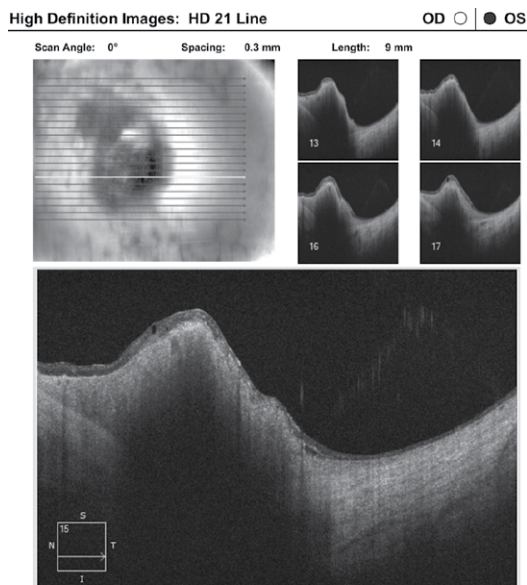 High Definition Images: HD 21 Line OD OS
Scan Angle: 0° Spacing: 0.3 mm Length: 9 mm
13 14
16 17
15
S
N T
I